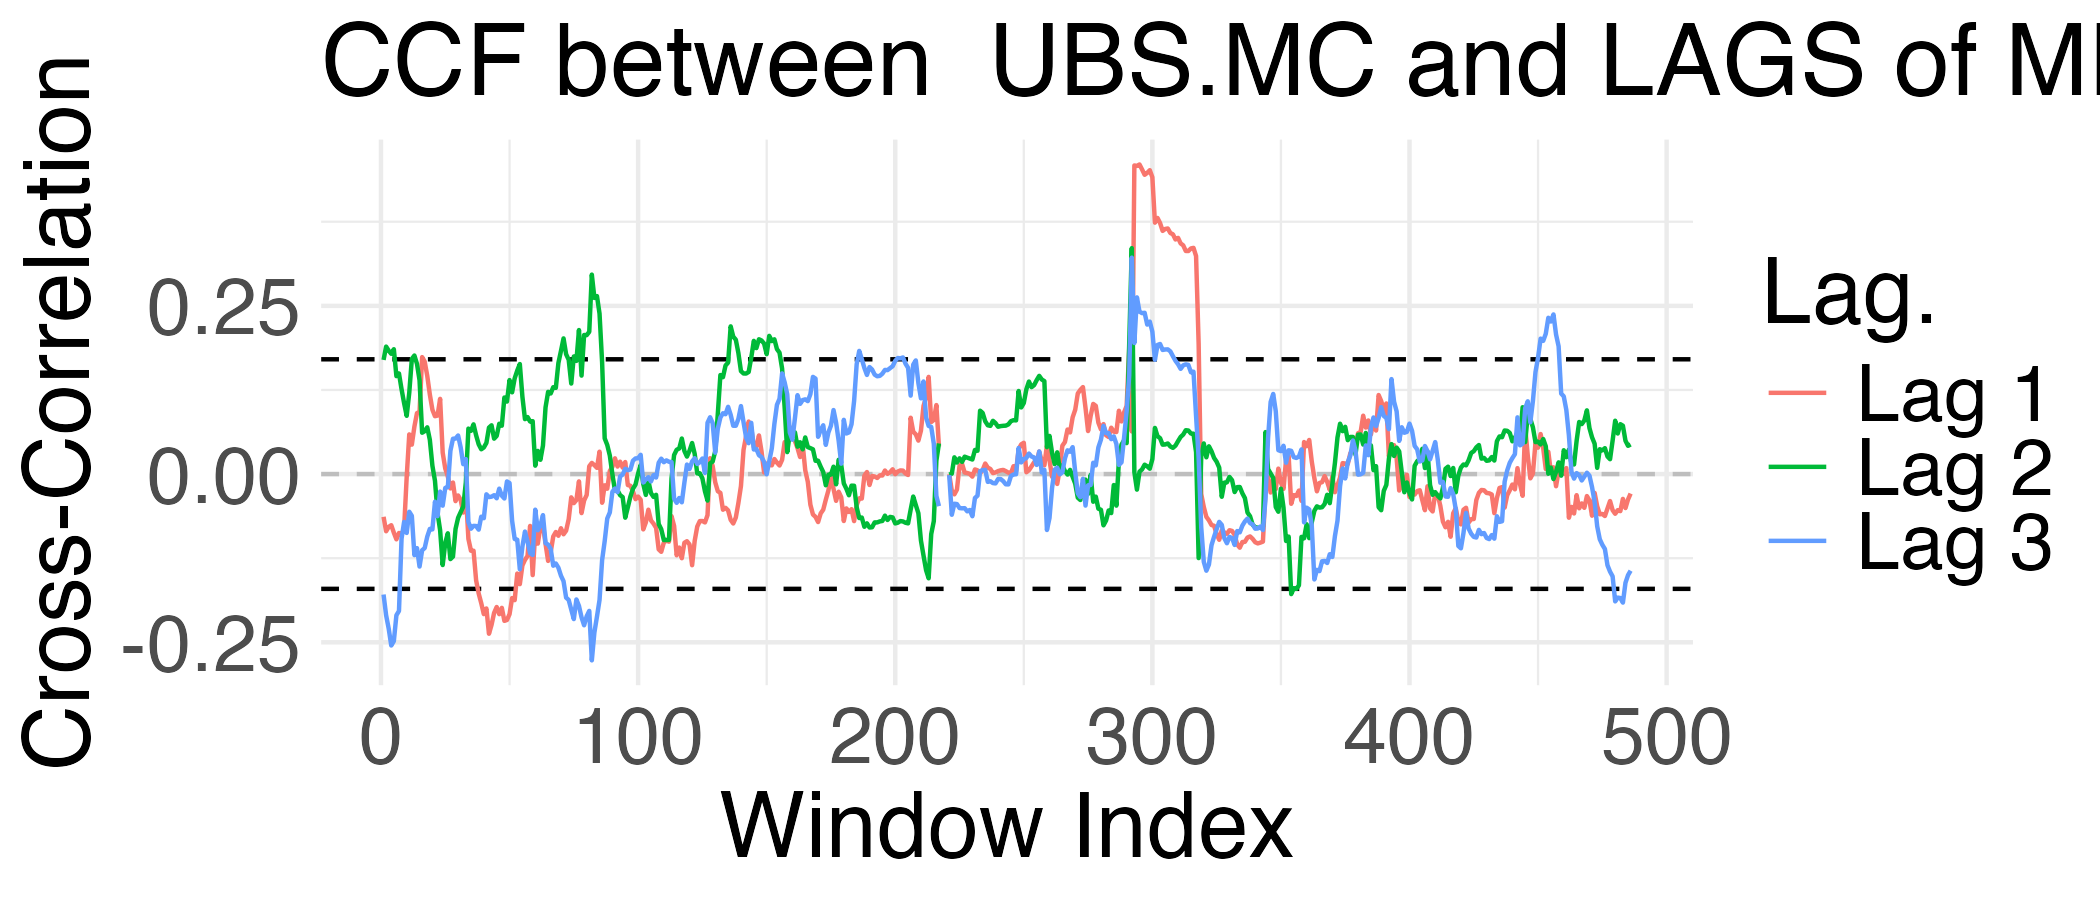 CCF between  UBS.MC and LAGS of
Cross-Correlation
0.25
0.00
-0.25
0
100
200
300
400
500
Window Index
Lag.
Lag 1
Lag 2
Lag 3